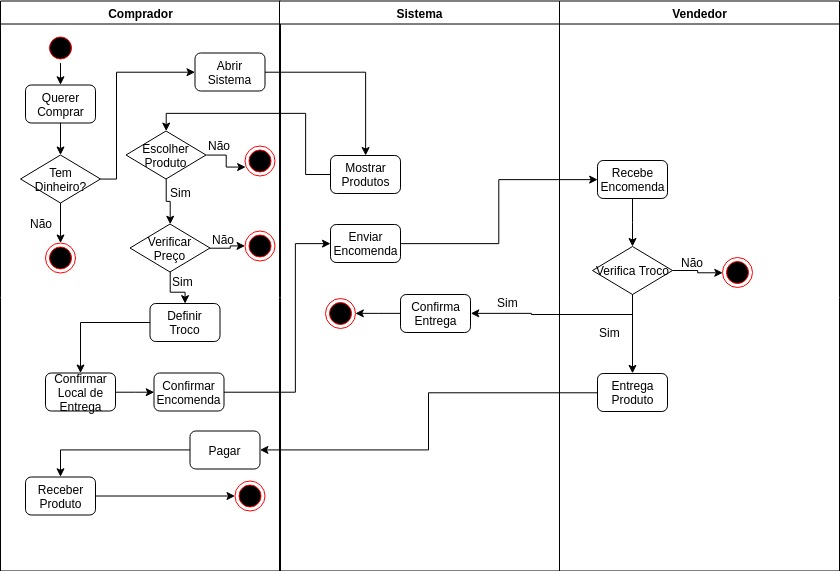 Comprador
Sistema
Vendedor
Abrir
Sistema
Querer
Comprar
Escolher
Produto
Não
Tem
Dinheiro?
Mostrar
Produtos
Recebe
Encomenda
Sim
Não
Verificar
Preço
Não
Enviar
Encomenda
Verifica Troco
Não
Sim
Definir
Troco
Confirma
Entrega
Sim
Sim
Confirmar
Local de
Entrega
Confirmar
Encomenda
Entrega
Produto
Pagar
Receber
Produto